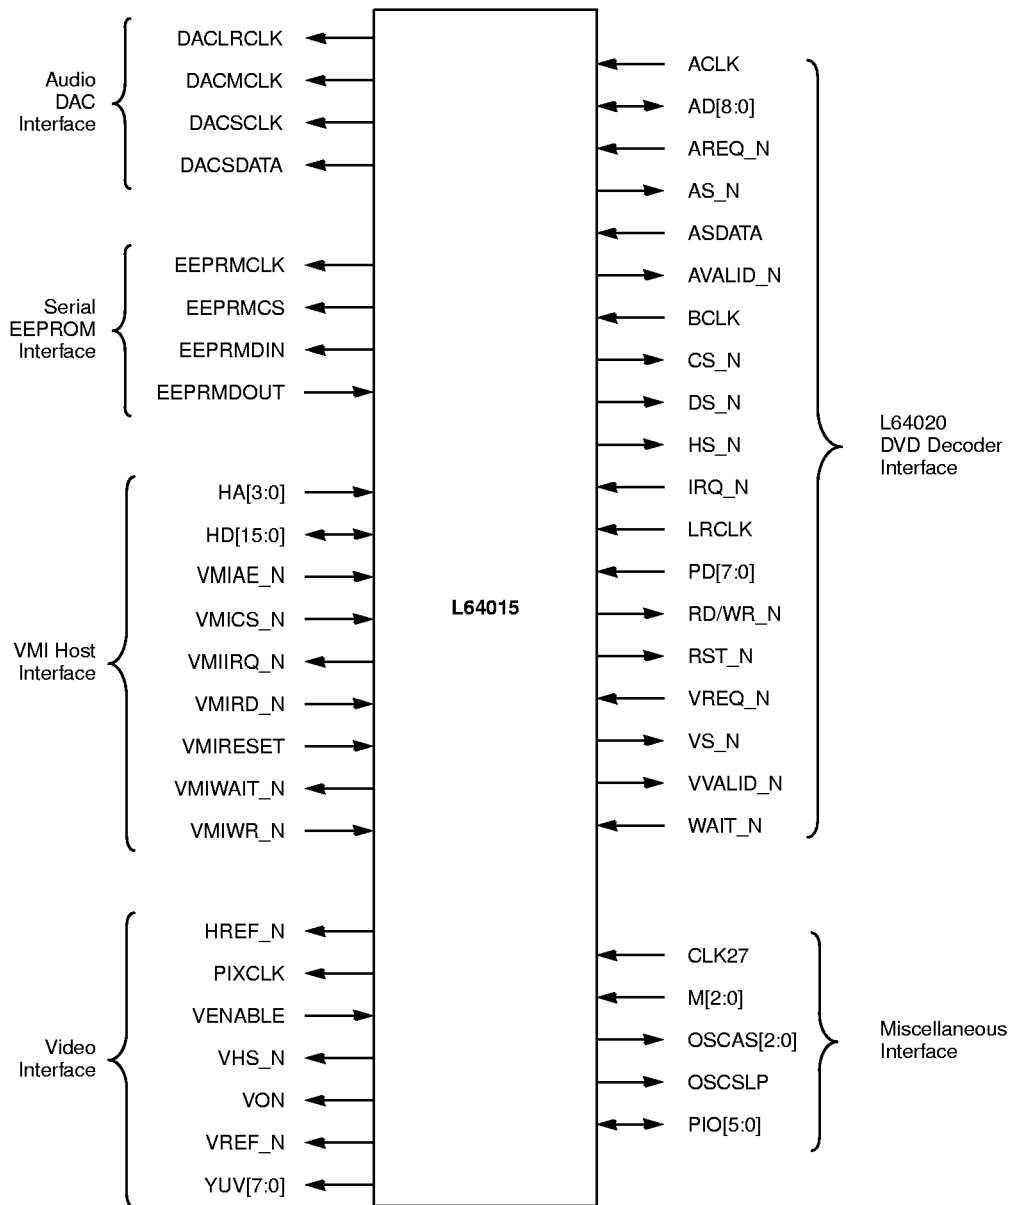 Audio
DAC
Interface
DACLRCLK
DACMCLK
DACSCLK
DACSDATA
Serial
EEPROM
Interface
EEPRMCLK
EEPRMCS
EEPRMDIN
EEPRMDOUT
VMI Host
Interface
HA[3:0]
HD[15:0]
VMIAE_N
VMICS_N
VMIIRQ_N
VMIRD_N
VMIRESET
VMIWAIT_N
VMIWR_N
Video
Interface
HREF_N
PIXCLK
VENABLE
VHS_N
VON
VREF_N
YUV[7:0]
L64015
ACLK
AD[8:0]
AREQ_N
AS_N
ASDATA
AVALID_N
BCLK
CS_N
DS_N
HS_N
IRQ_N
LRCLK
PD[7:0]
RD/WR_N
RST_N
VREQ_N
VS_N
VVALID_N
WAIT_N
L64020
DVD Decoder
Interface
CLK27
M[2:0]
OSCAS[2:0]
OSCSLP
PIO[5:0]
Miscellaneous
Interface